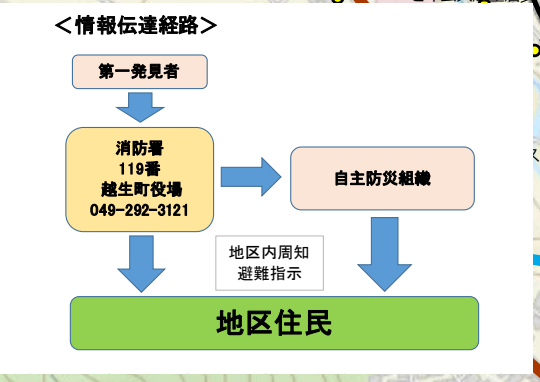 ＜情報伝達経路＞
第一発見者
消防署
119番
越生町役場
049-292-3121
自主防災組織
地区内周知
避難指示
地区住民